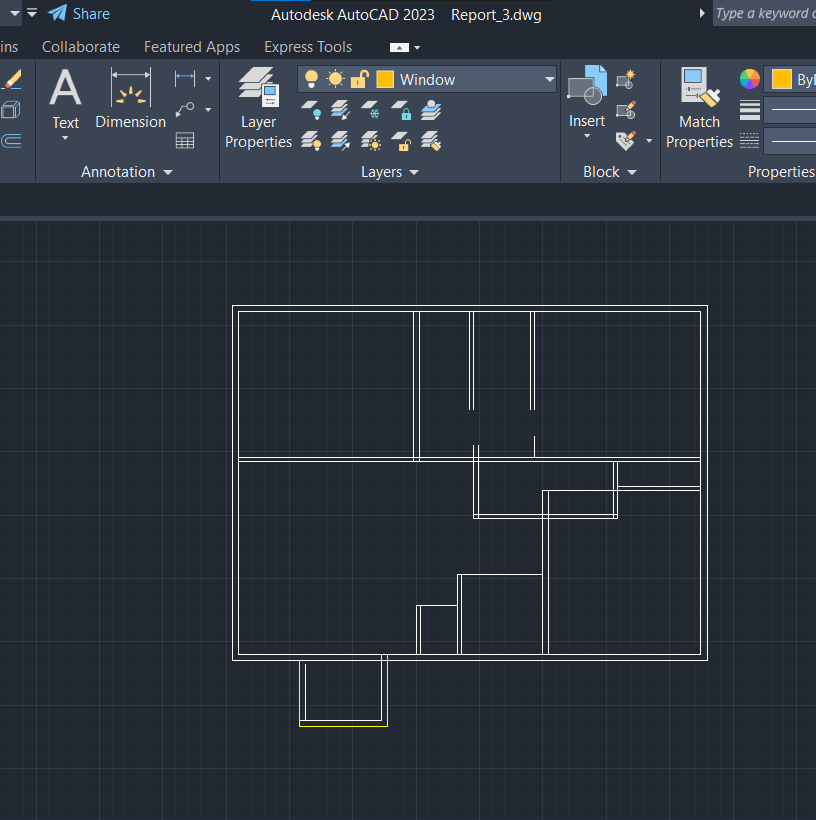 Share
Autodesk AutoCAD 2023 Report_3.dwg
Type a keyword o
ins Collaborate Featured Apps Express Tools
Window
A
Text
Dimension
Layer
Properties
Insert
Match
Properties
ByL
Annotation
Layers
Block
Properties